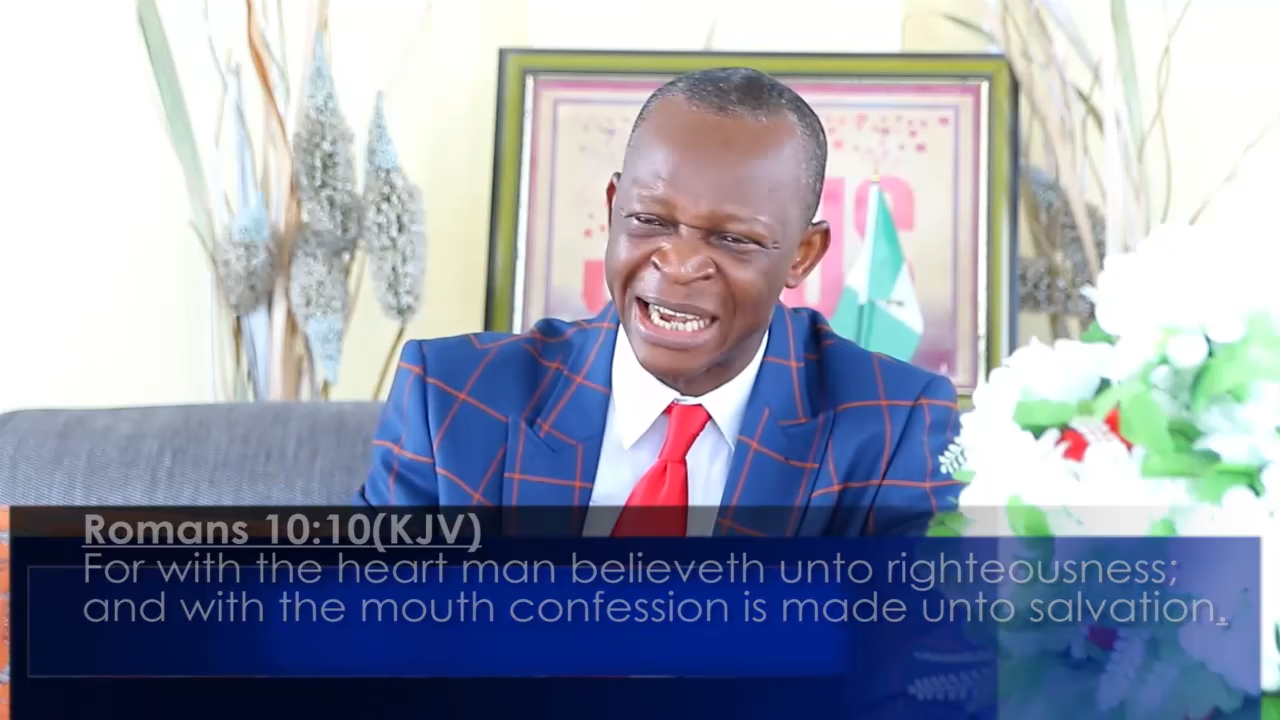 Romans 10:10(KJV)
For with the heart man believeth unto righteousness;
and with the mouth confession is made unto salvation.